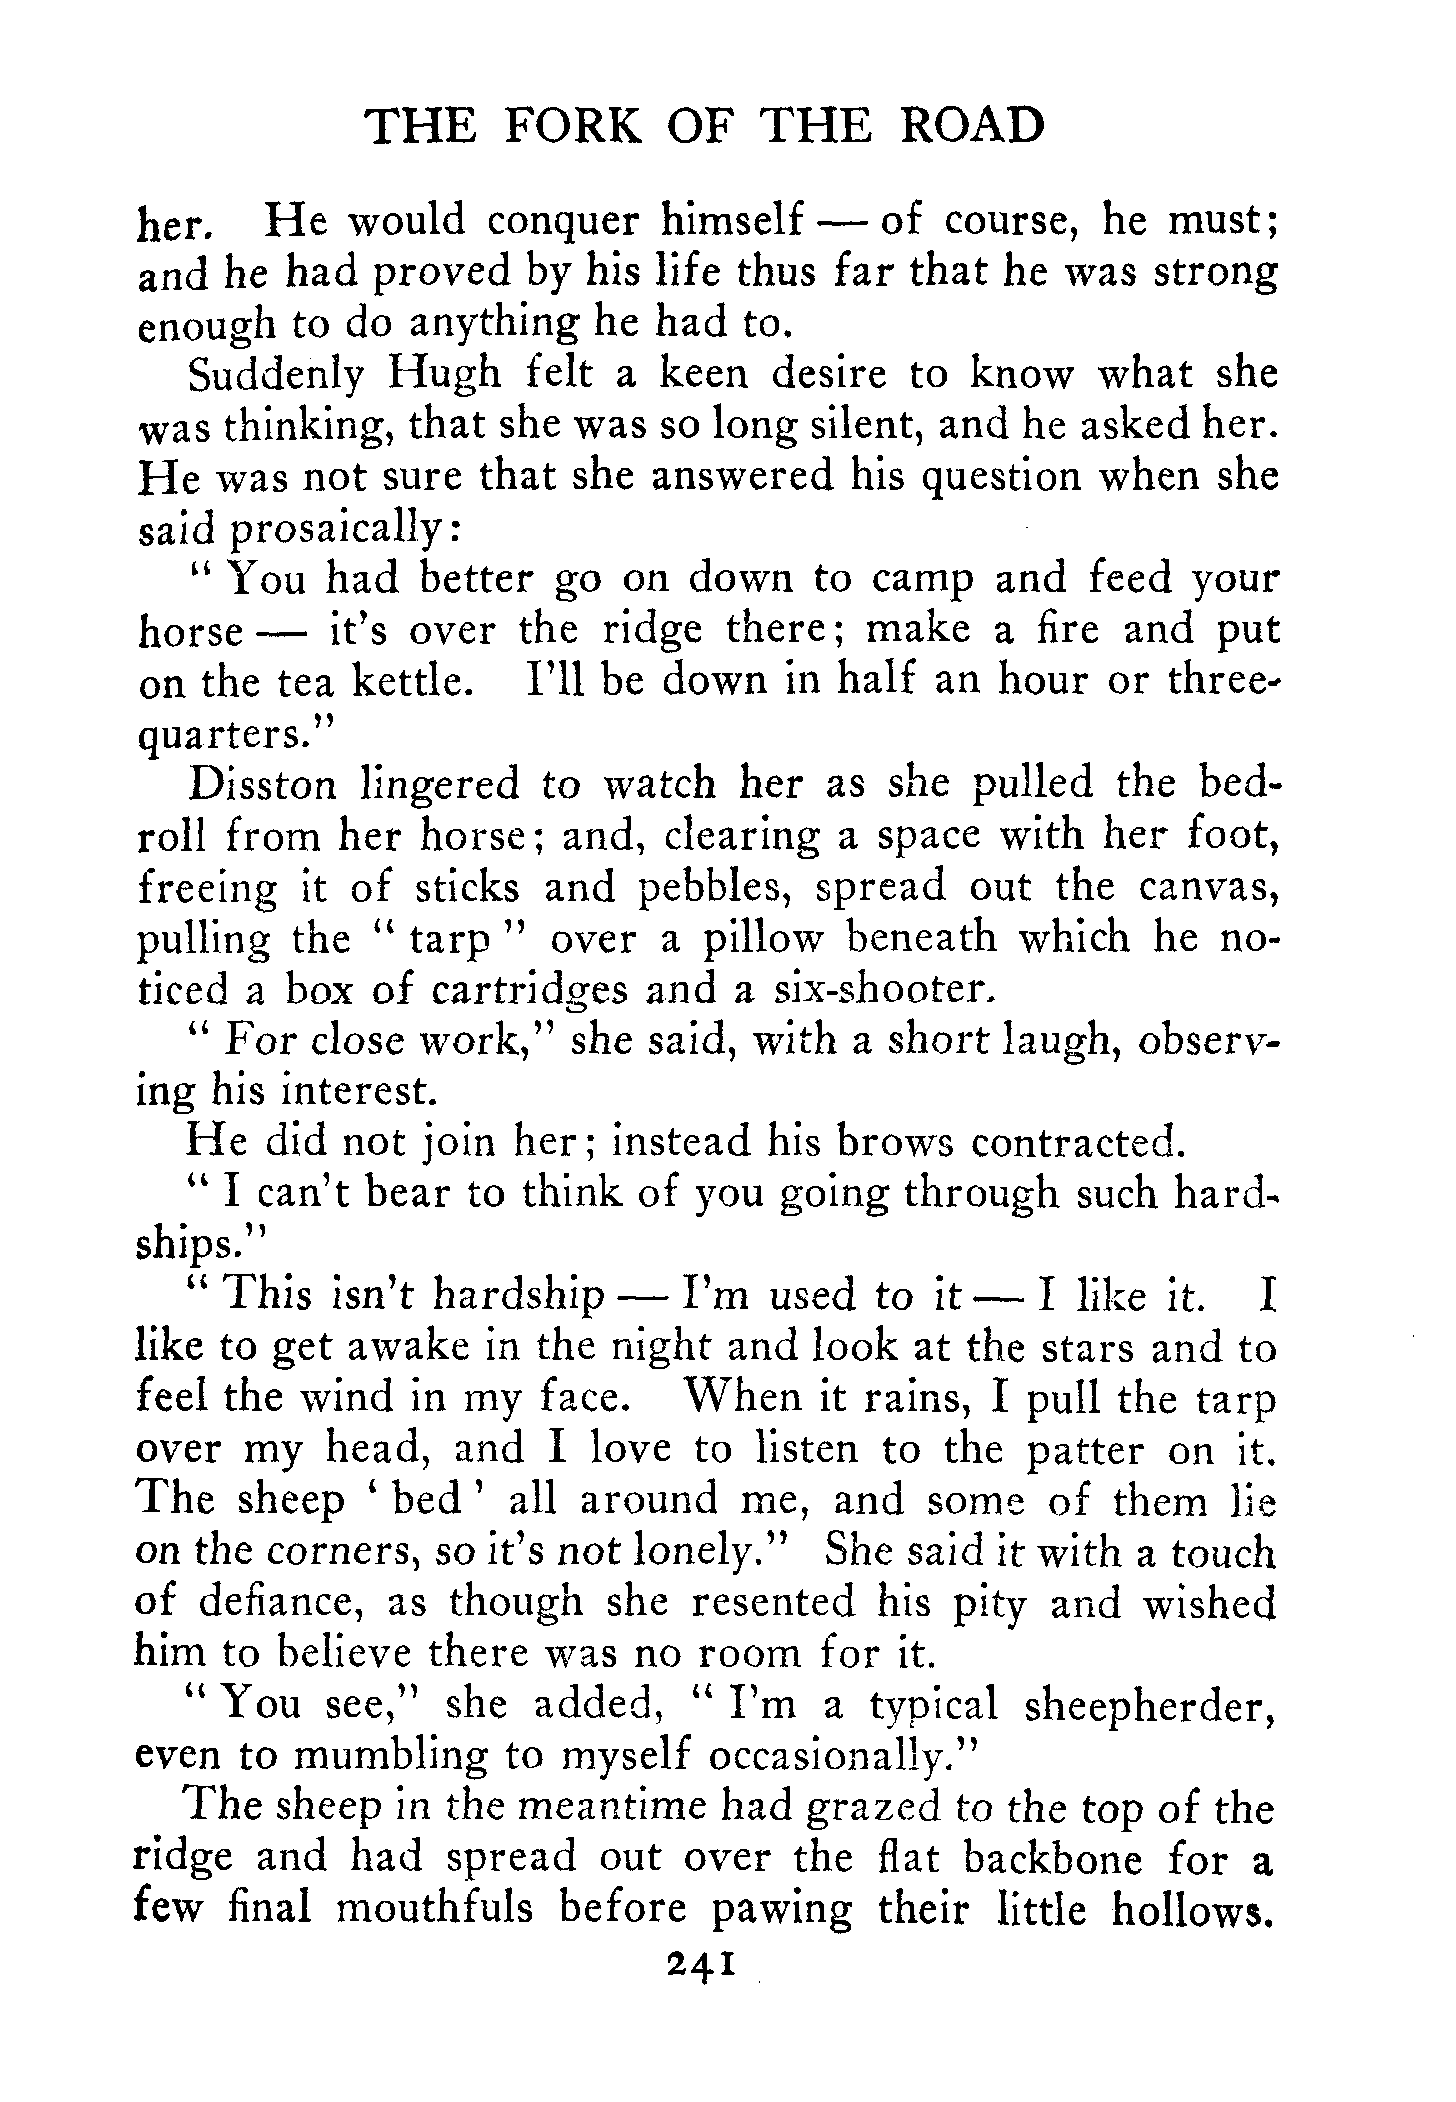 THE FORK OF THE ROAD
her. He would conquer himself — of course, he must;
and he had proved by his life thus far that he was strong
enough to do anything he had to.
Suddenly Hugh felt a keen desire to know what she
was thinking, that she was so long silent, and he asked her.
He was not sure that she answered his question when she
said prosaically:
" You had better go on down to camp and feed your
horse — it's over the ridge there; make a fire and put
on the tea kettle. I'll be down in half an hour or three-
quarters."
Disston lingered to watch her as she pulled the bed-
roll from her horse; and, clearing a space with her foot,
freeing it of sticks and pebbles, spread out the canvas,
pulling the " tarp " over a pillow beneath which he no-
ticed a box of cartridges and a six-shooter.
" For close work," she said, with a short laugh, observ-
ing his interest.
He did not join her; instead his brows contracted.
" I can't bear to think of you going through such hard-
ships."
" This isn't hardship — I'm used to it — I like it. I
like to get awake in the night and look at the stars and to
feel the wind in my face. When it rains, I pull the tarp
over my head, and I love to listen to the patter on it.
The sheep ' bed ' all around me, and some of them lie
on the corners, so it's not lonely." She said it with a touch
of defiance, as though she resented his pity and wished
him to believe there was no room for it.
" You see," she added, " I'm a typical sheepherder,
even to mumbling to myself occasionally."
The sheep in the meantime had grazed to the top of the
ridge and had spread out over the flat backbone for a
few final mouthfuls before pawing their little hollows.
241